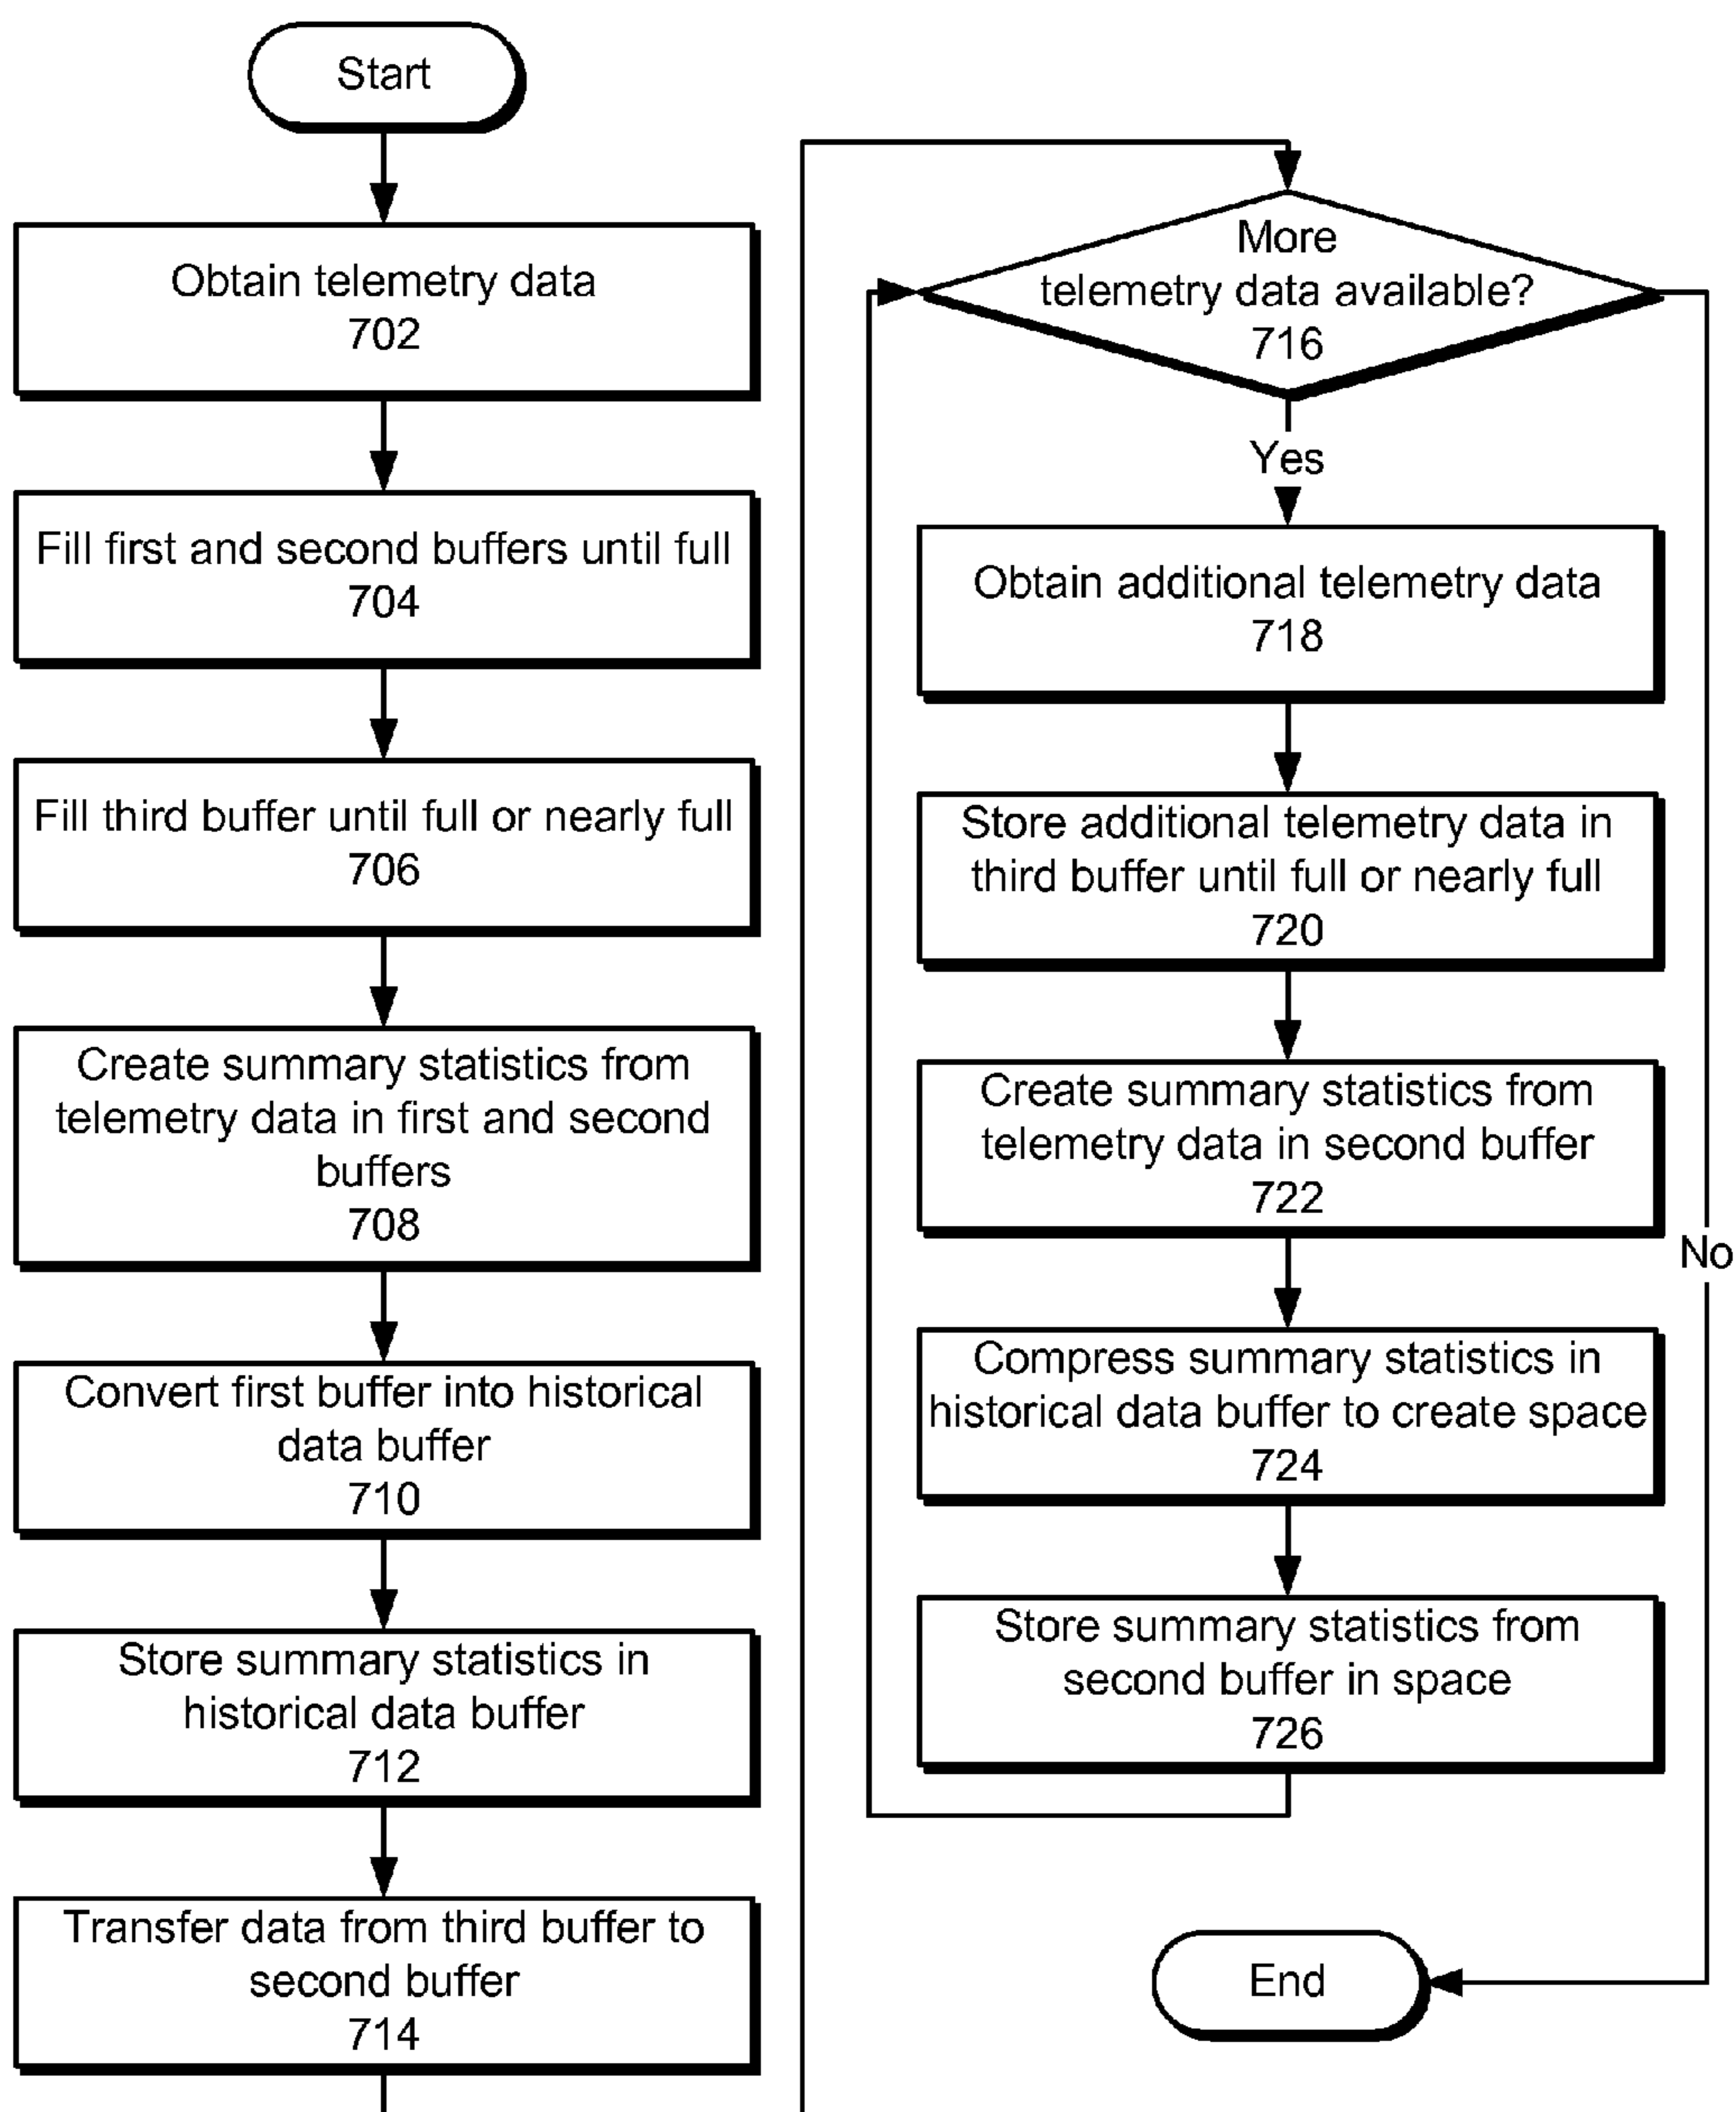 Start
Obtain telemetry data
702
Fill first and second buffers until full
704
Fill third buffer until full or nearly full
706
Create summary statistics from
telemetry data in first and second
buffers
708
Convert first buffer into historical
data buffer
710
Store summary statistics in
historical data buffer
712
Transfer data from third buffer to
second buffer
714
More
telemetry data available?
716
Yes
Obtain additional telemetry data
718
Store additional telemetry data in
third buffer until full or nearly full
720
Create summary statistics from
telemetry data in second buffer
722
No
Compress summary statistics in
historical data buffer to create space
724
Store summary statistics from
second buffer in space
726
End